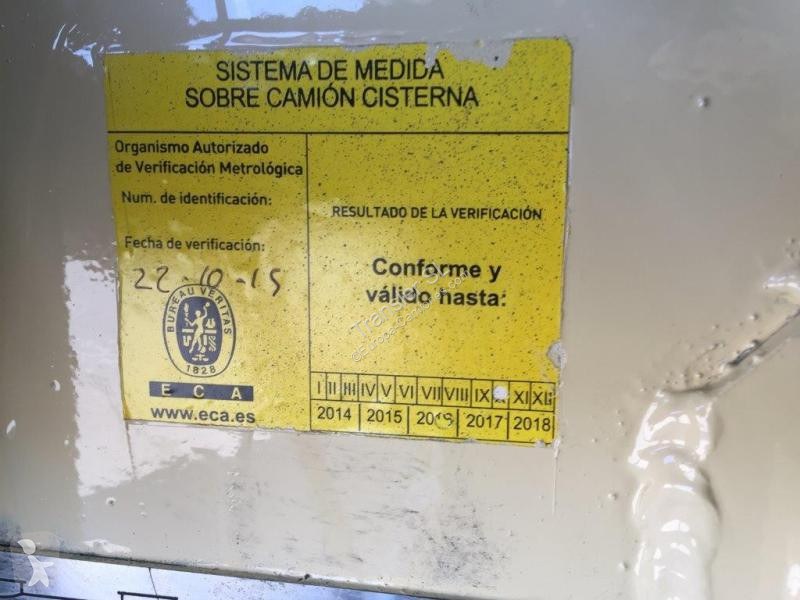 SISTEMA DE MEDIDA
SOBRE CAMIÓN CISTERNA
Organismo Autorizado
de Verificación Metrológica
Num. de identificación:
Fecha de verificación:
22-10-15
BUREAU VERITAS
1828
E C A
www.eca.es
RESULTADO DE LA VERIFICACIÓN
Conforme y
válido hasta:
I II III IV V VI VII VIII IX XI XII
2014 2015 2016 2017 2018